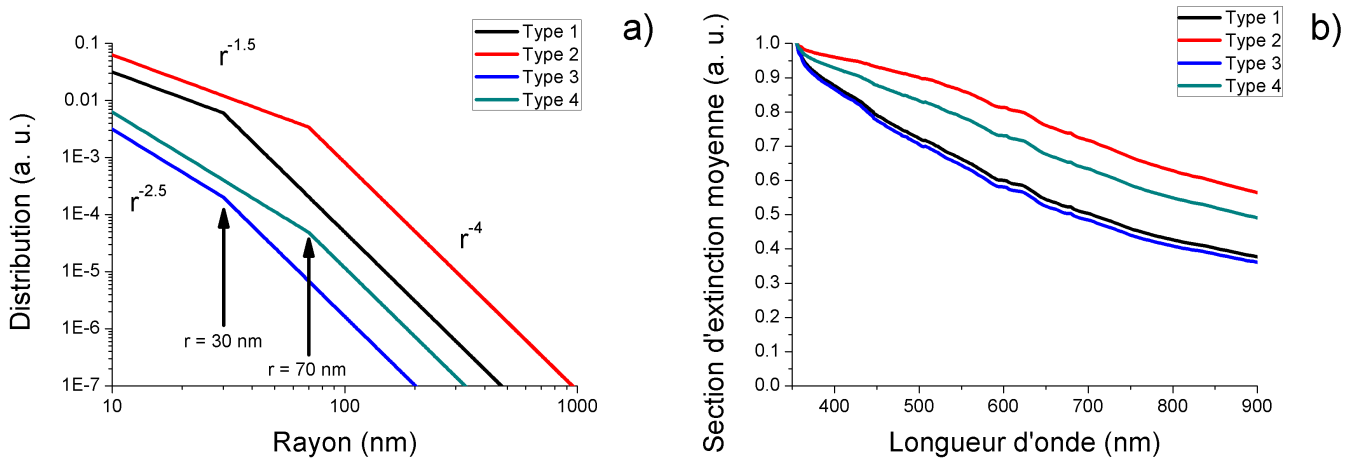 a)
Type 1
Type 2
Type 3
Type 4
r-1.5
r-2.5
r-4
r = 30 nm
r = 70 nm
0.1
0.01
1E-3
1E-4
1E-5
1E-6
1E-7
10
100
1000
Distribution (a. u.)
Rayon (nm)
b)
Type 1
Type 2
Type 3
Type 4
1.0
0.9
0.8
0.7
0.6
0.5
0.4
0.3
0.2
0.1
0.0
400
500
600
700
800
900
Section d'extinction moyenne (a. u.)
Longueur d'onde (nm)